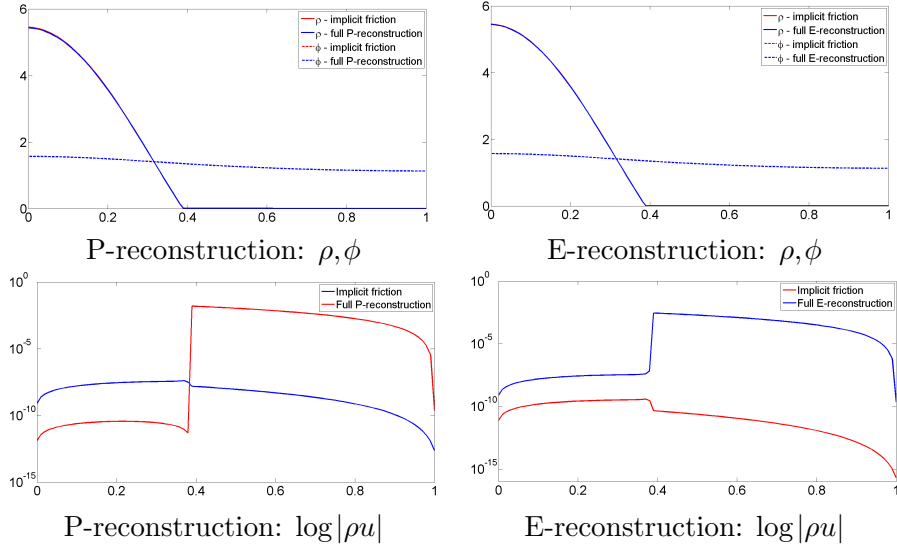 ρ - implicit friction
ρ - full P-reconstruction
ϕ - implicit friction
ϕ - full P-reconstruction
6
4
2
0
0 0.2 0.4 0.6 0.8 1
P-reconstruction: ρ,ϕ
ρ - implicit friction
ρ - full E-reconstruction
ϕ - implicit friction
ϕ - full E-reconstruction
6
4
2
0
0 0.2 0.4 0.6 0.8 1
E-reconstruction: ρ,ϕ
Implicit friction
Full P-reconstruction
10^0
10^-5
10^-10
10^-15
0 0.2 0.4 0.6 0.8 1
P-reconstruction: log|ρu|
Implicit friction
Full E-reconstruction
10^0
10^-5
10^-10
10^-15
0 0.2 0.4 0.6 0.8 1
E-reconstruction: log|ρu|